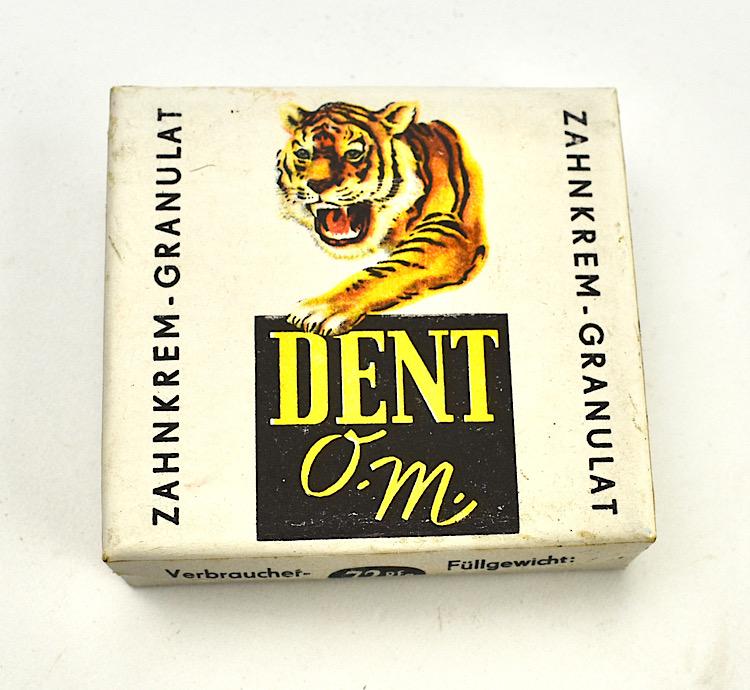 ZAHNKREM-GRANULAT
DENT
O.M.
ZAHNKREM-GRANULAT
Verbraucher-
Füllgewicht: